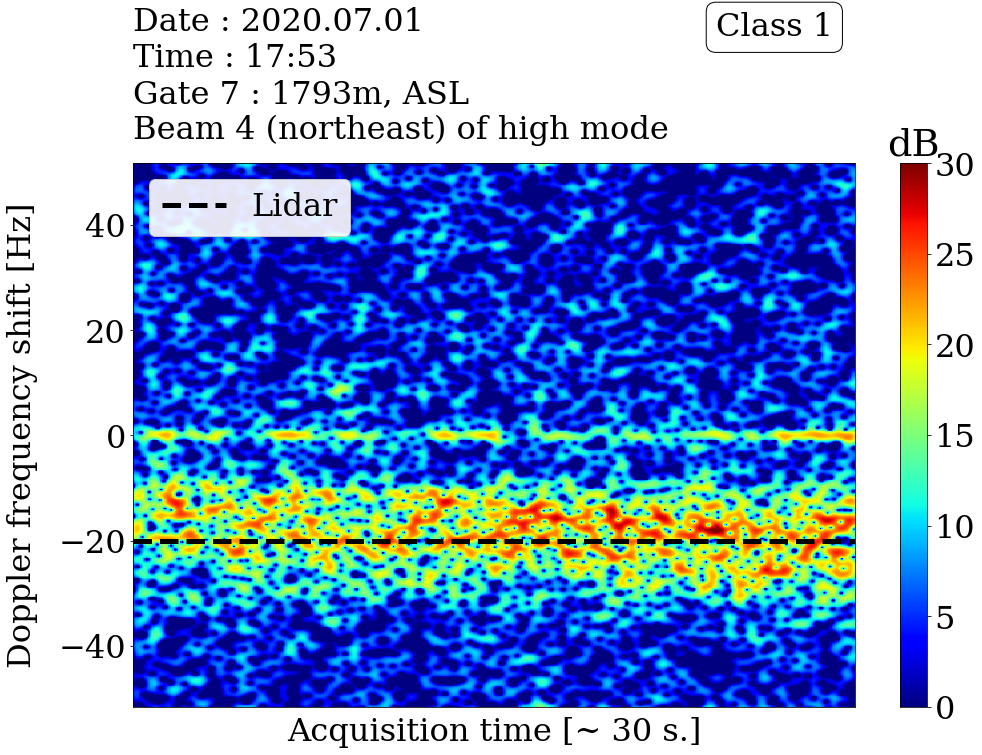 Date : 2020.07.01
Time : 17:53
Gate 7 : 1793m, ASL
Beam 4 (northeast) of high mode
Class 1
dB
30
25
20
15
10
5
0
Lidar
Doppler frequency shift [Hz]
40
20
0
−20
−40
Acquisition time [~ 30 s.]